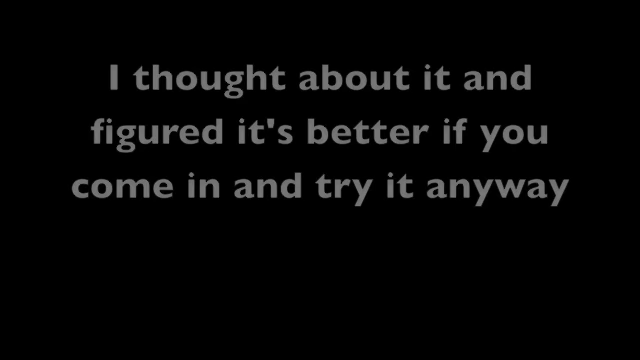 I thought about it and
figured it's better if you
come in and try it anyway